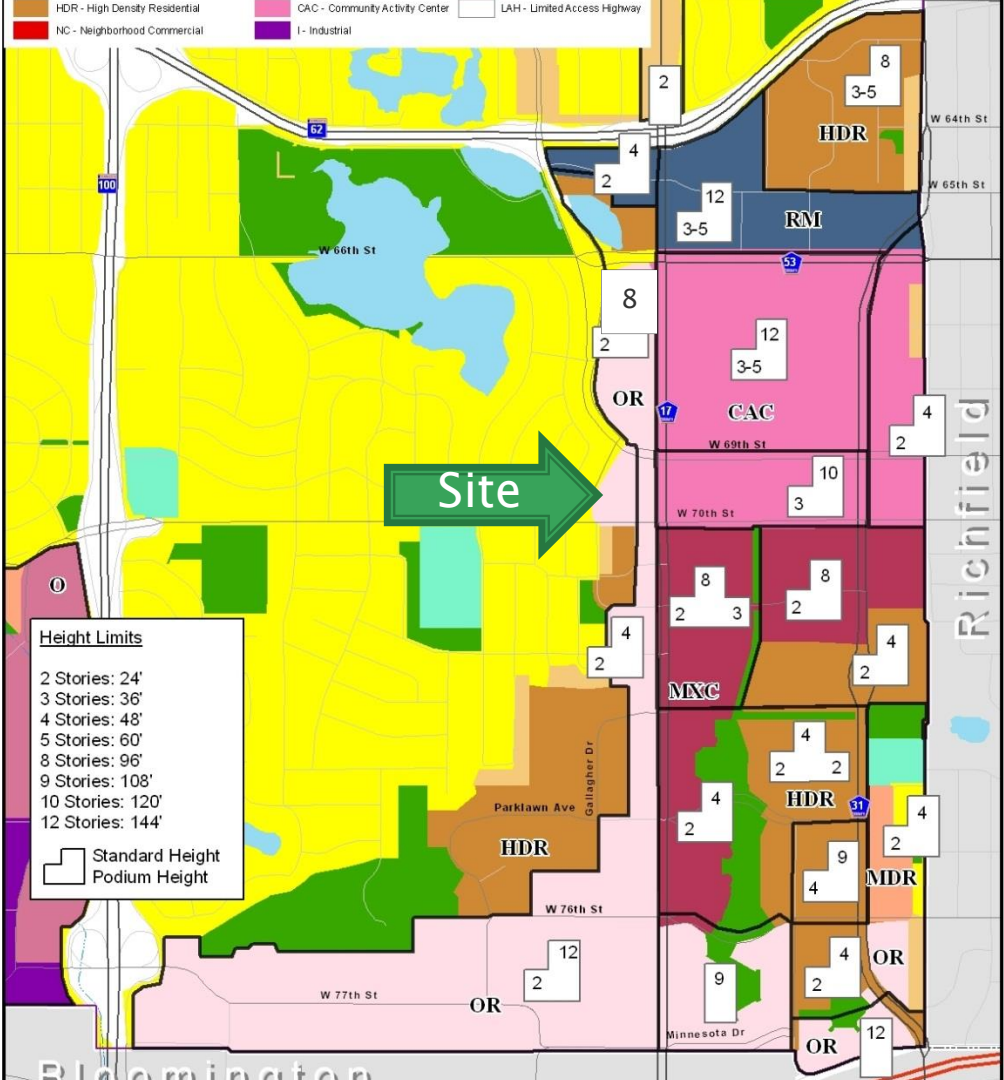 HDR - High Density Residential
CAC - Community Activity Center
LAH - Limited Access Highway
NC - Neighborhood Commercial
I - Industrial
2
8
3-5
HDR
W 64th St
62
4
2
100
W 65th St
12
3-5
RM
W 66th St
53
8
2
12
3-5
OR
17
CAC
4
2
W 69th St
Site
10
3
W 70th St
Richfield
O
8
2 3
8
2
Height Limits
2 Stories: 24'
3 Stories: 36'
4 Stories: 48'
5 Stories: 60'
8 Stories: 96'
9 Stories: 108'
10 Stories: 120'
12 Stories: 144'
Standard Height
Podium Height
4
2
4
2
MXC
Gallagher Dr
4
2 2
HDR
Parklawn Ave
31
4
2
4
2
HDR
9
4
MDR
W 76th St
12
2
4
2
OR
9
W 77th St
OR
Minnesota Dr
12
OR
Bloomington